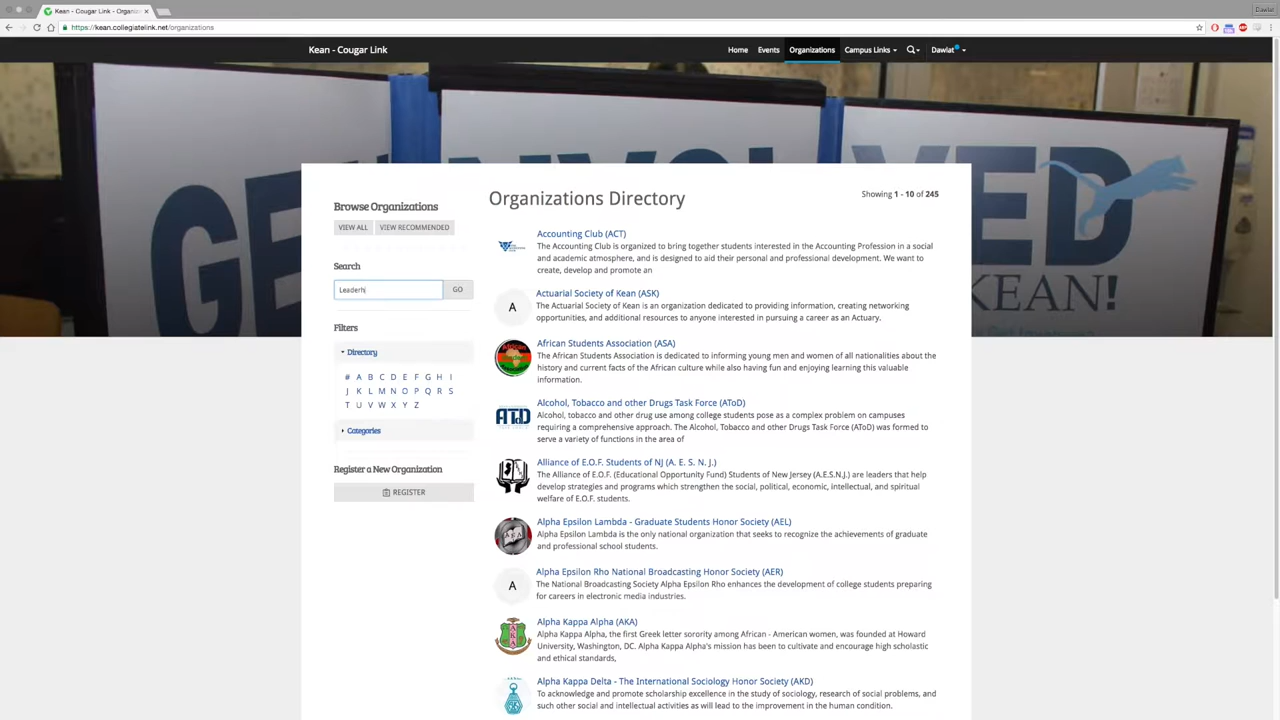 Kean - Cougar Link - Organiz
Dawlat
https://kean.collegiatelink.net/organizations
Kean - Cougar Link
Home
Events
Organizations
Campus Links
Dawlat
GET INVOLVED
KEAN!
Browse Organizations
VIEW ALL
VIEW RECOMMENDED
Search
Leaderh
GO
Filters
Directory
# A B C D E F G H I
J K L M N O P Q R S
T U V W X Y Z
Categories
Register a New Organization
REGISTER
Organizations Directory
Showing 1 - 10 of 245
Accounting Club (ACT)
The Accounting Club is organized to bring together students interested in the Accounting Profession in a social
and academic atmosphere, and is designed to aid their personal and professional development. We want to
create, develop and promote an
A
Actuarial Society of Kean (ASK)
The Actuarial Society of Kean is an organization dedicated to providing information, creating networking
opportunities, and additional resources to anyone interested in pursuing a career as an Actuary.
African Students Association (ASA)
The African Students Association is dedicated to informing young men and women of all nationalities about the
history and current facts of the African culture while also having fun and enjoying learning this valuable
information.
ATOD
Alcohol, Tobacco and other Drugs Task Force (AToD)
Alcohol, tobacco and other drug use among college students pose as a complex problem on campuses
requiring a comprehensive approach. The Alcohol, Tobacco and other Drugs Task Force (AToD) was formed to
serve a variety of functions in the area of
Alliance of E.O.F. Students of NJ (A. E. S. N. J.)
The Alliance of E.O.F. (Educational Opportunity Fund) Students of New Jersey (A.E.S.N.J.) are leaders that help
develop strategies and programs which strengthen the social, political, economic, intellectual, and spiritual
welfare of E.O.F. students.
Alpha Epsilon Lambda - Graduate Students Honor Society (AEL)
Alpha Epsilon Lambda is the only national organization that seeks to recognize the achievements of graduate
and professional school students.
A
Alpha Epsilon Rho National Broadcasting Honor Society (AER)
The National Broadcasting Society Alpha Epsilon Rho enhances the development of college students preparing
for careers in electronic media industries.
Alpha Kappa Alpha (AKA)
Alpha Kappa Alpha, the first Greek letter sorority among African - American women, was founded at Howard
University, Washington, DC. Alpha Kappa Alpha's mission has been to cultivate and encourage high scholastic
and ethical standards,
Alpha Kappa Delta - The International Sociology Honor Society (AKD)
To acknowledge and promote scholarship excellence in the study of sociology, research of social problems, and
such other social and intellectual activities as will lead to the improvement in the human condition.